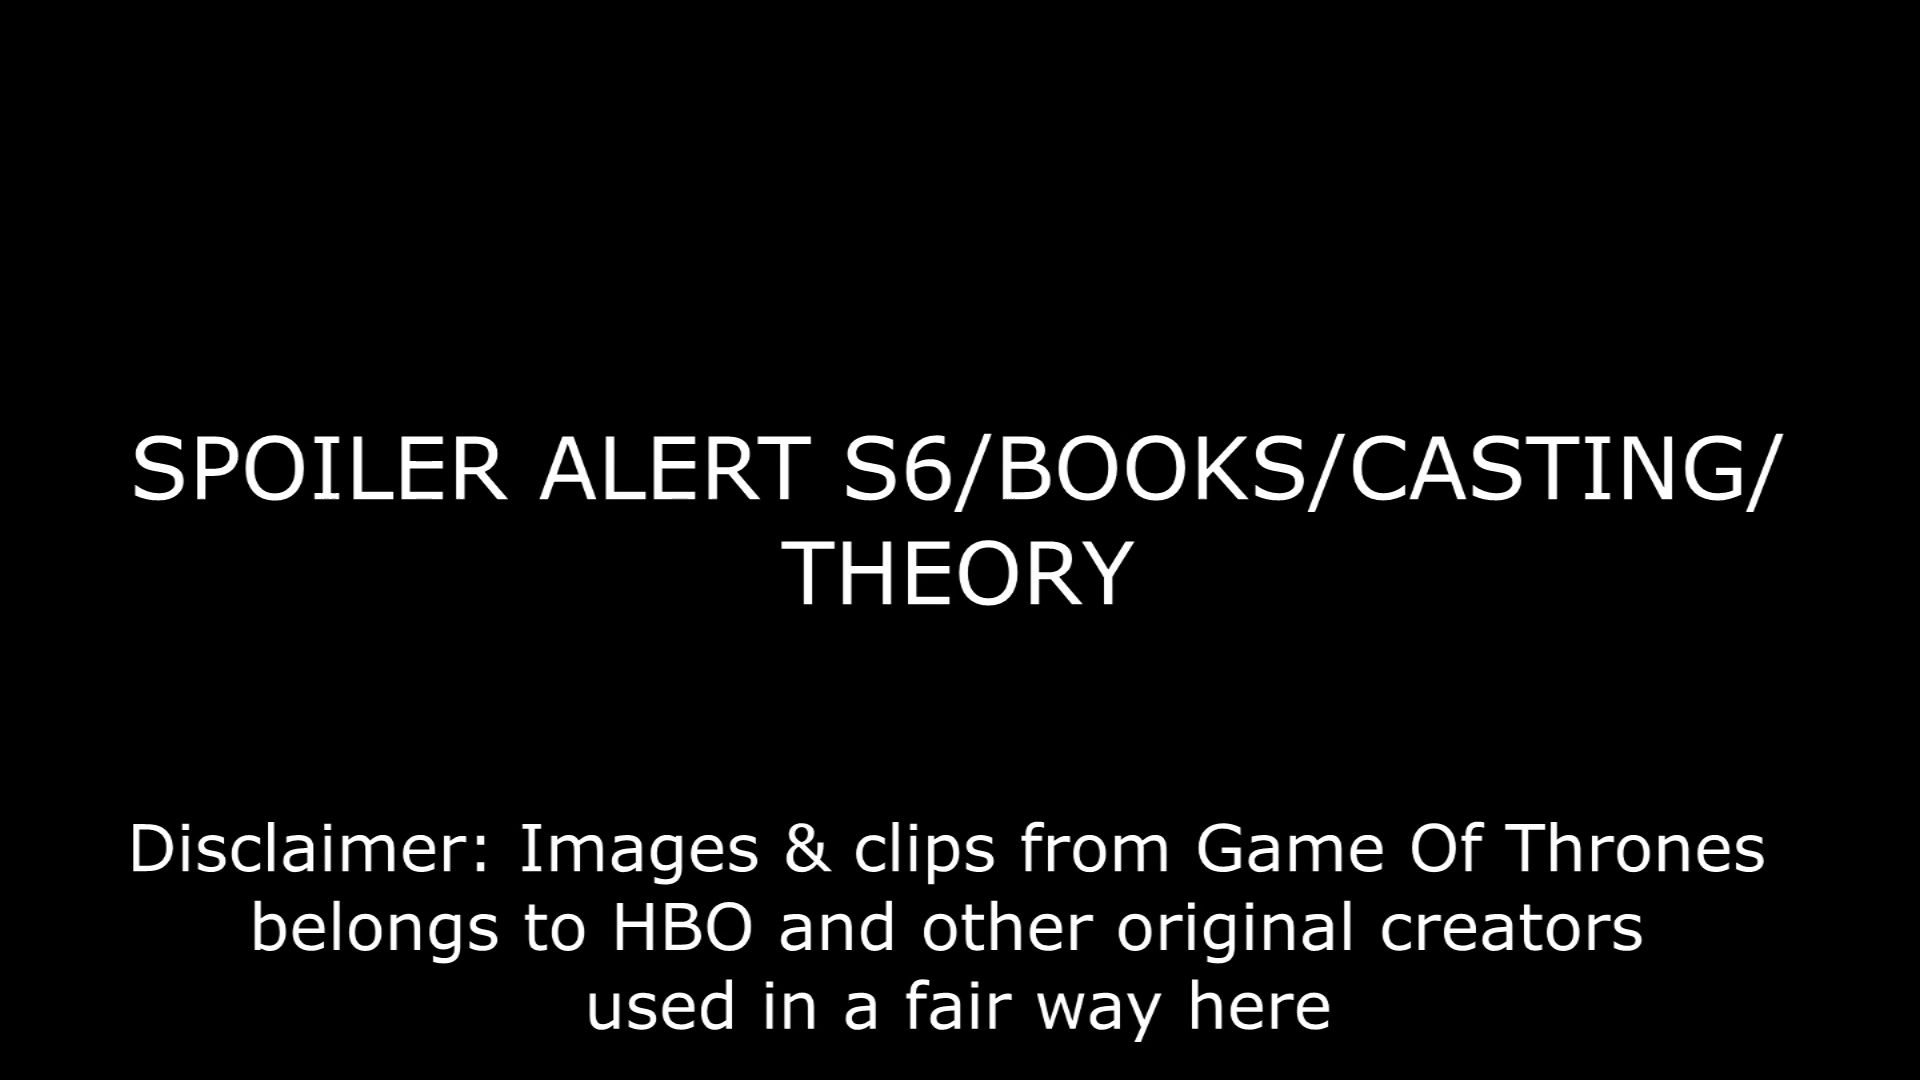 SPOILER ALERT S6/BOOKS/CASTING/
THEORY
Disclaimer: Images & clips from Game Of Thrones
belongs to HBO and other original creators
used in a fair way here